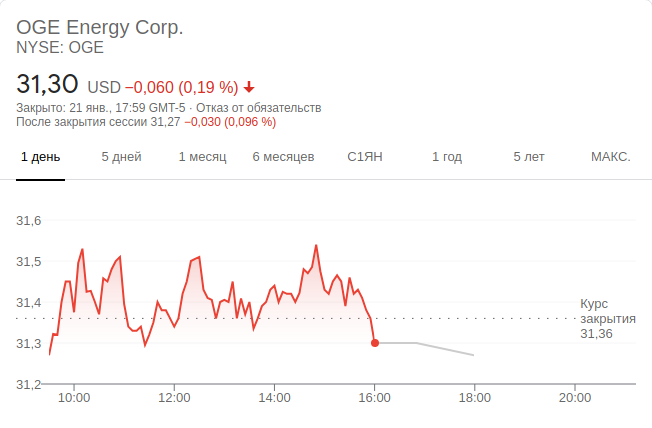 OGE Energy Corp.
NYSE: OGE
31,30 USD −0,060 (0,19 %)
Закрыто: 21 янв., 17:59 GMT-5 · Отказ от обязательств
После закрытия сессии 31,27 −0,030 (0,096 %)
1 день 5 дней 1 месяц 6 месяцев С1ЯН 1 год 5 лет МАКС.
31,6
31,5
31,4
Курс
закрытия
31,36
31,3
31,2
10:00 12:00 14:00 16:00 18:00 20:00